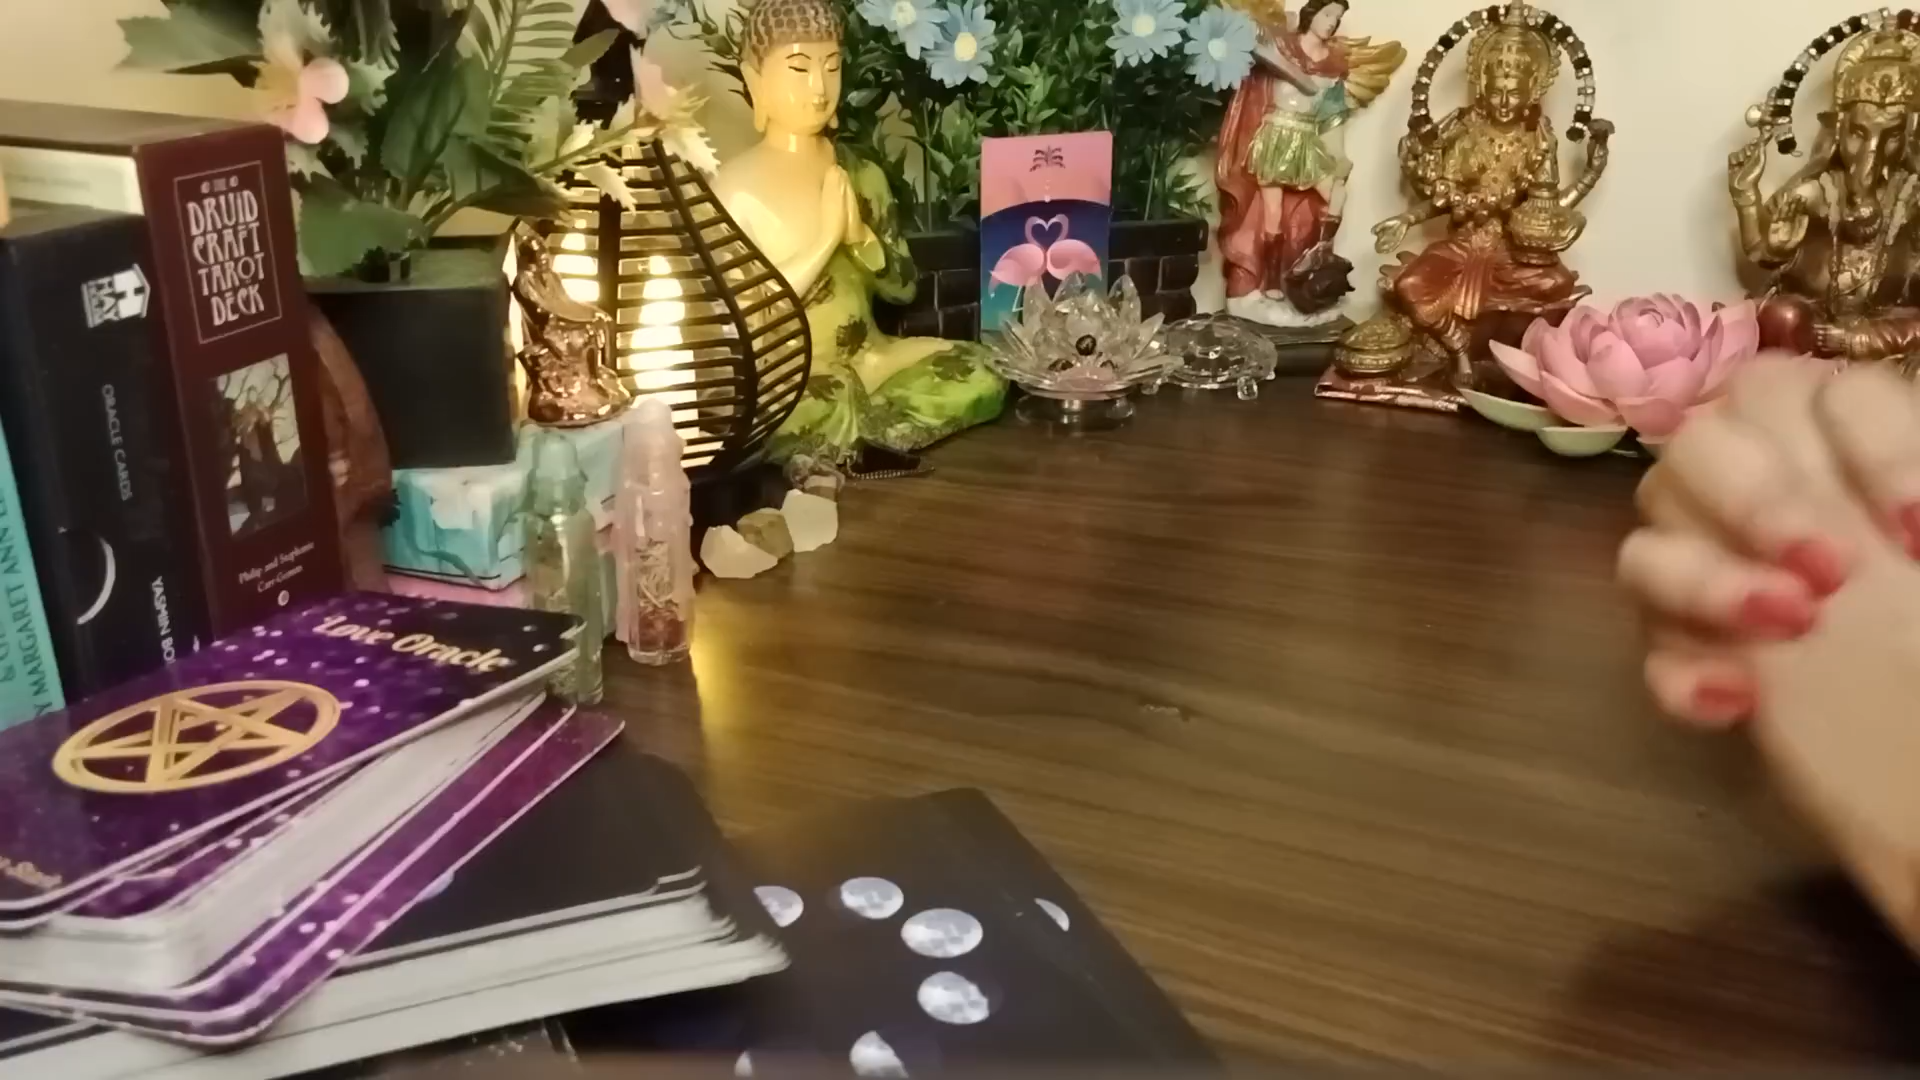 THE
DRUID
CRAFT
TAROT
DECK
Philip and Stephanie
Carr-Gomm
HAY
HOUSE
ORACLE CARDS
YASMIN BO
MARGARET ANN
Love Oracle